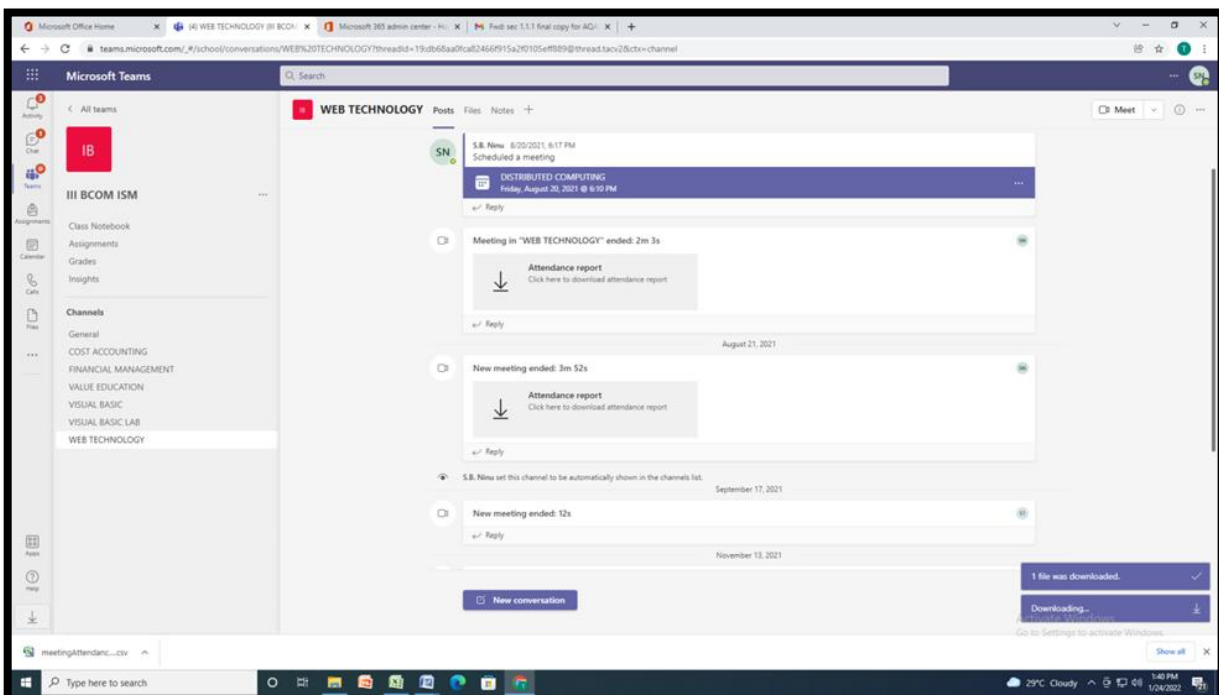 Microsoft Office Home
(4) WEB TECHNOLOGY (III BCOM
Microsoft 365 admin center - Ho
Fwd: sec 1.1.1 final copy for AQA
teams.microsoft.com/_#/school/conversations/WEB%20TECHNOLOGY?threadId=19:db68aa0fca82466f915a2f0105eff889@thread.tacv2&ctx=channel
T
Microsoft Teams
Search
SN
Activity
3
Chat
Teams
Assignments
Calendar
Calls
Files
Apps
Help
All teams
IB
III BCOM ISM
Class Notebook
Assignments
Grades
Insights
Channels
General
COST ACCOUNTING
FINANCIAL MANAGEMENT
VALUE EDUCATION
VISUAL BASIC
VISUAL BASIC LAB
WEB TECHNOLOGY
WEB TECHNOLOGY Posts Files Notes
Meet
SN
S.B. Ninu 8/20/2021, 6:17 PM
Scheduled a meeting
DISTRIBUTED COMPUTING
Friday, August 20, 2021 @ 6:10 PM
Reply
Meeting in "WEB TECHNOLOGY" ended: 2m 3s
Attendance report
Click here to download attendance report
Reply
August 21, 2021
New meeting ended: 3m 52s
Attendance report
Click here to download attendance report
Reply
S.B. Ninu set this channel to be automatically shown in the channels list.
September 17, 2021
New meeting ended: 12s
Reply
November 13, 2021
New conversation
1 file was downloaded.
Downloading...
Activate Windows
Go to Settings to activate Windows.
meetingAttendanc....csv
Show all
Type here to search
29°C Cloudy
1:40 PM
1/24/2022